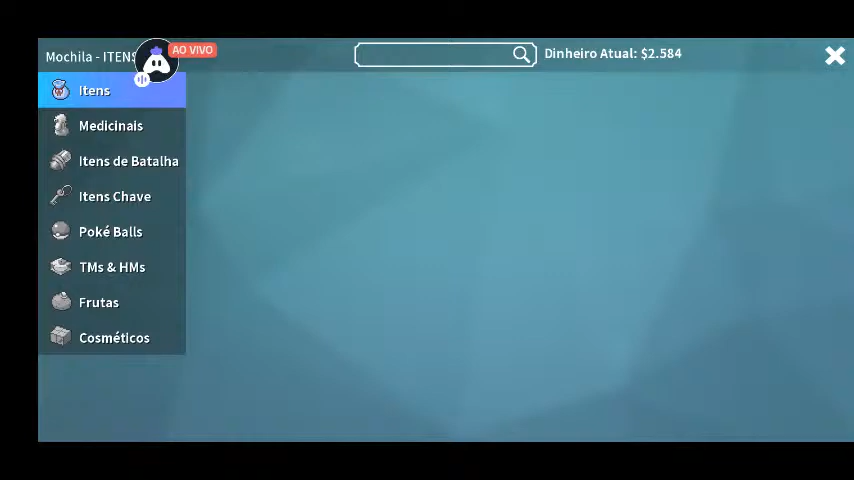 Mochila - ITENS
AO VIVO
Dinheiro Atual: $2.584
Itens
Medicinais
Itens de Batalha
Itens Chave
Poké Balls
TMs & HMs
Frutas
Cosméticos